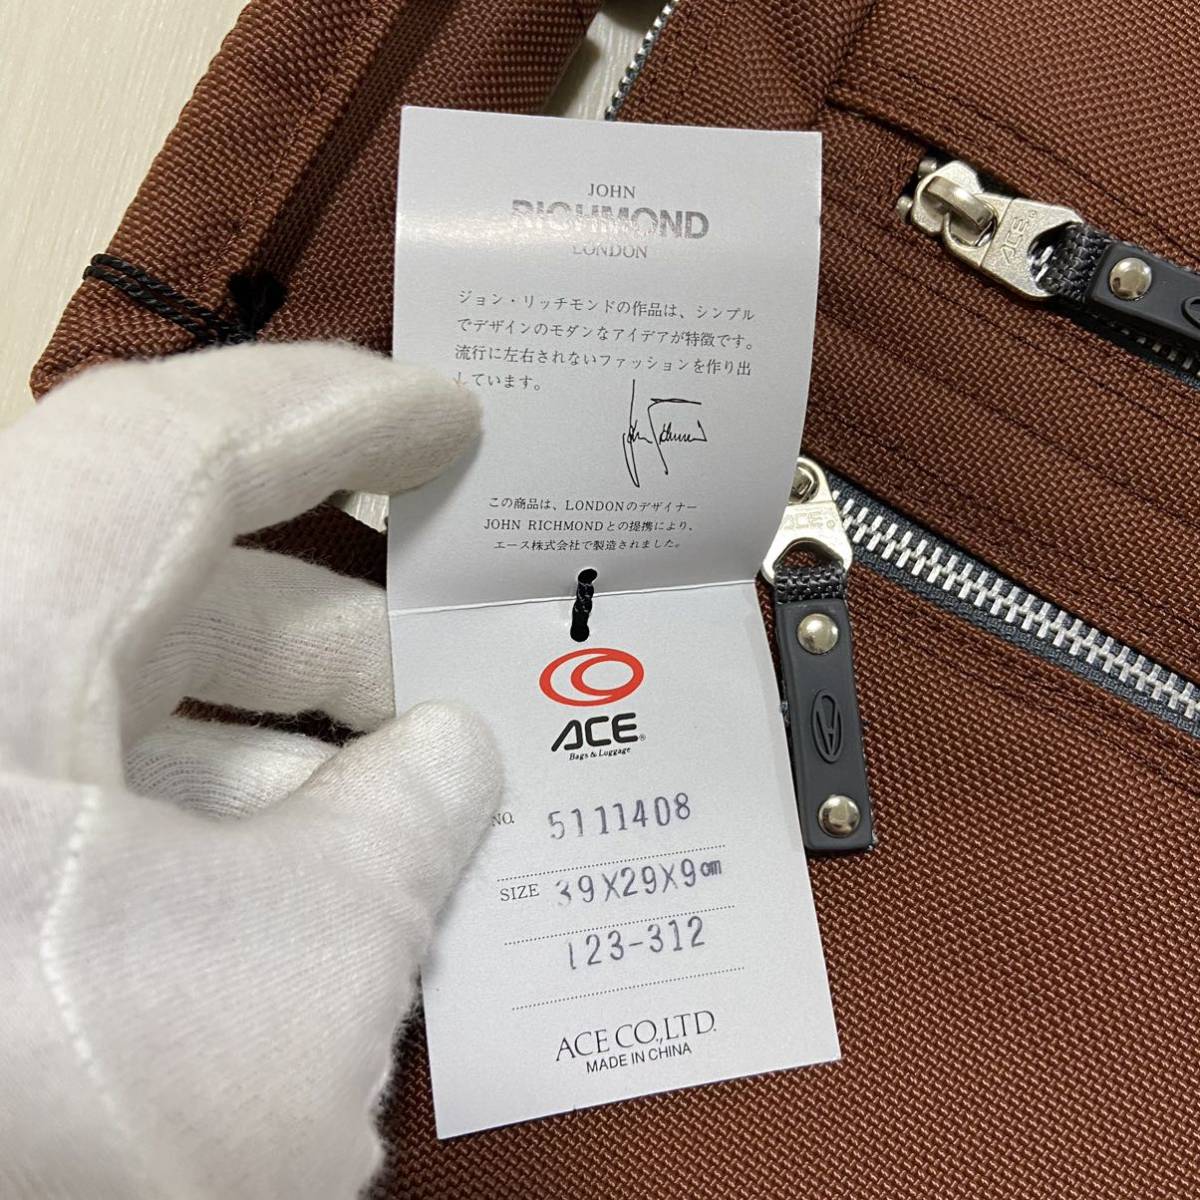 JOHN
RICHMOND
LONDON
ジョン・リッチモンドの作品は、シンプル
でデザインのモダンなアイデアが特徴です。
流行に左右されないファッションを作り出
しています。
この商品は、LONDONのデザイナー
JOHN RICHMONDとの提携により、
エース株式会社で製造されました。
ACE®
Bags & Luggage
NO. 5111408
SIZE 39X29X9cm
123-312
ACE CO.,LTD.
MADE IN CHINA
ACE®
ACE®